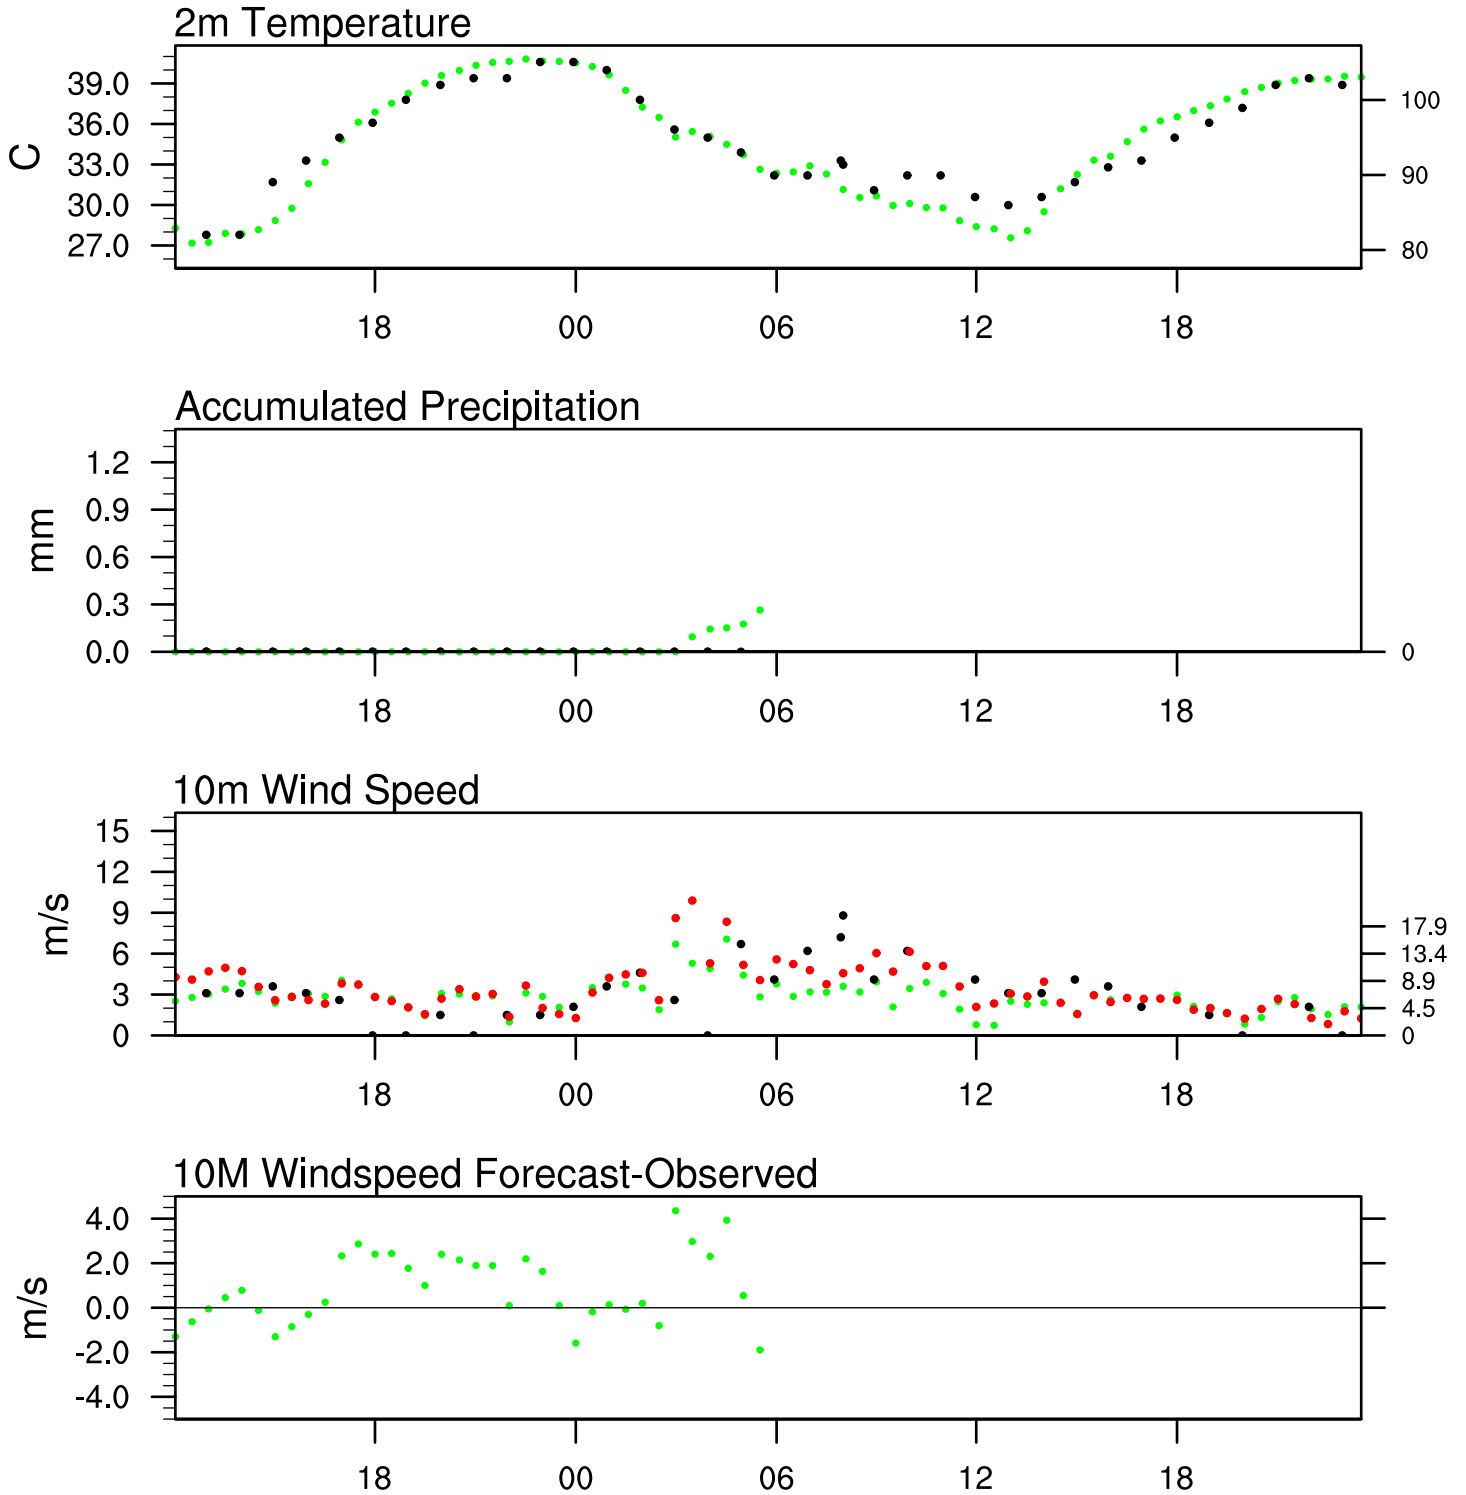 2m Temperature
39.0
36.0
33.0
30.0
27.0
C
100
90
80
18 00 06 12 18
Accumulated Precipitation
1.2
0.9
0.6
0.3
0.0
mm
0
18 00 06 12 18
10m Wind Speed
15
12
9
6
3
0
m/s
17.9
13.4
8.9
4.5
0
18 00 06 12 18
10M Windspeed Forecast-Observed
4.0
2.0
0.0
-2.0
-4.0
m/s
18 00 06 12 18